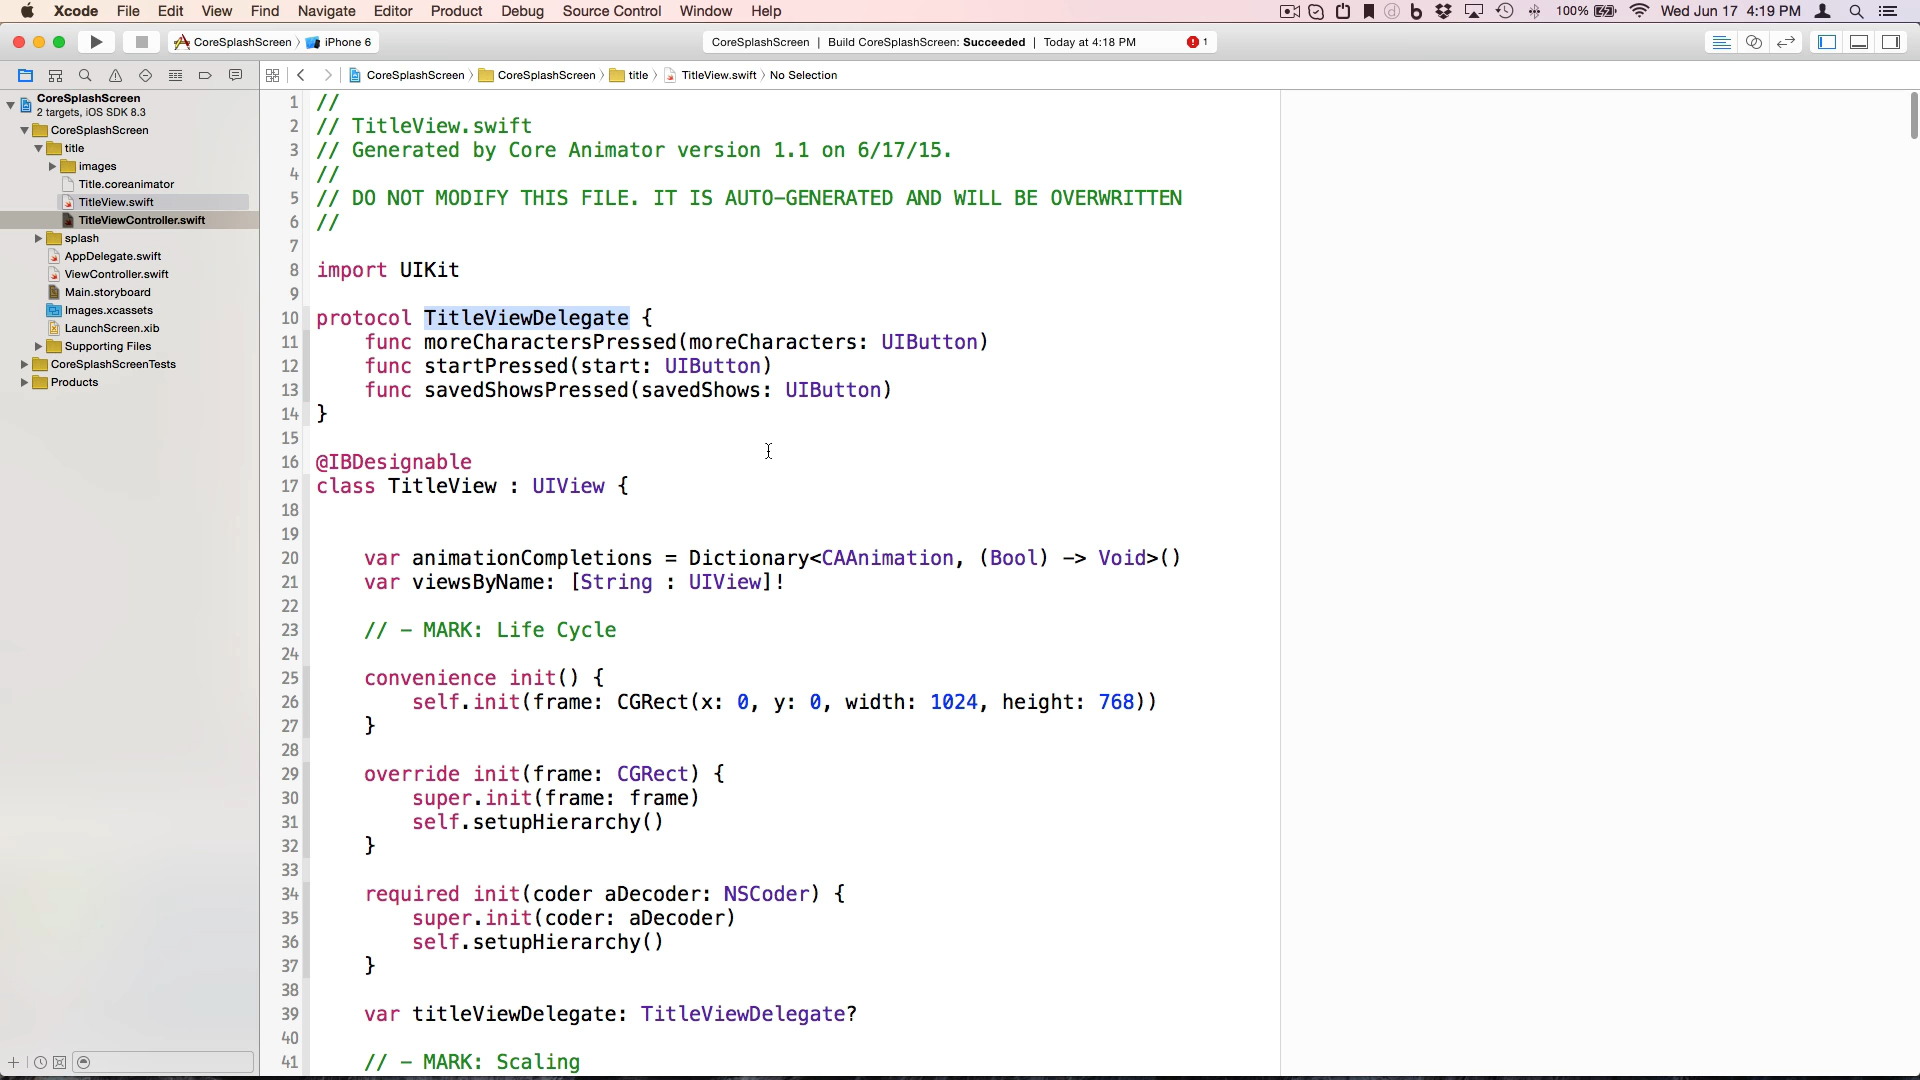 Xcode File Edit View Find Navigate Editor Product Debug Source Control Window Help 100% Wed Jun 17 4:19 PM
CoreSplashScreen iPhone 6 CoreSplashScreen | Build CoreSplashScreen: Succeeded | Today at 4:18 PM 1
CoreSplashScreen CoreSplashScreen title TitleView.swift No Selection
CoreSplashScreen
2 targets, iOS SDK 8.3
CoreSplashScreen
title
images
Title.coreanimator
TitleView.swift
TitleViewController.swift
splash
AppDelegate.swift
ViewController.swift
Main.storyboard
Images.xcassets
LaunchScreen.xib
Supporting Files
CoreSplashScreenTests
Products
1 //
2 // TitleView.swift
3 // Generated by Core Animator version 1.1 on 6/17/15.
4 //
5 // DO NOT MODIFY THIS FILE. IT IS AUTO-GENERATED AND WILL BE OVERWRITTEN
6 //
7
8 import UIKit
9
10 protocol TitleViewDelegate {
11 func moreCharactersPressed(moreCharacters: UIButton)
12 func startPressed(start: UIButton)
13 func savedShowsPressed(savedShows: UIButton)
14 }
15
16 @IBDesignable
17 class TitleView : UIView {
18
19
20 var animationCompletions = Dictionary<CAAnimation, (Bool) -> Void>()
21 var viewsByName: [String : UIView]!
22
23 // - MARK: Life Cycle
24
25 convenience init() {
26 self.init(frame: CGRect(x: 0, y: 0, width: 1024, height: 768))
27 }
28
29 override init(frame: CGRect) {
30 super.init(frame: frame)
31 self.setupHierarchy()
32 }
33
34 required init(coder aDecoder: NSCoder) {
35 super.init(coder: aDecoder)
36 self.setupHierarchy()
37 }
38
39 var titleViewDelegate: TitleViewDelegate?
40
41 // - MARK: Scaling